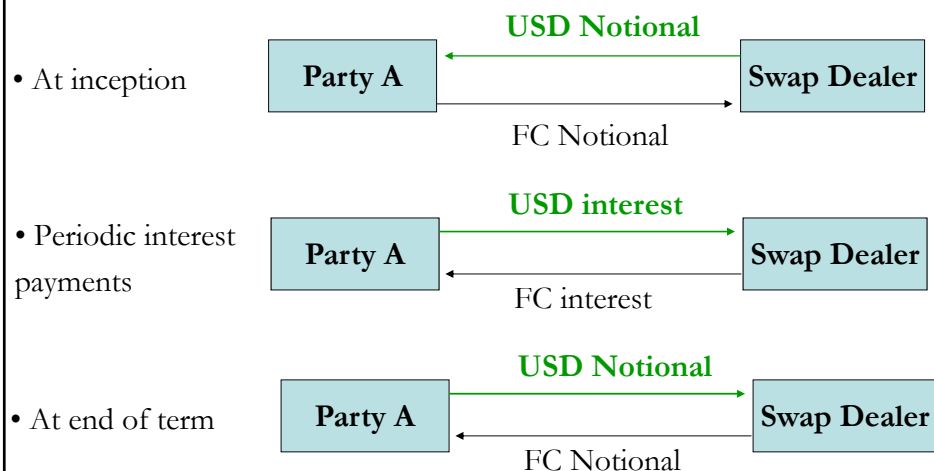 USD Notional
• At inception
Party A
Swap Dealer
FC Notional
USD interest
• Periodic interest
payments
Party A
Swap Dealer
FC interest
USD Notional
• At end of term
Party A
Swap Dealer
FC Notional